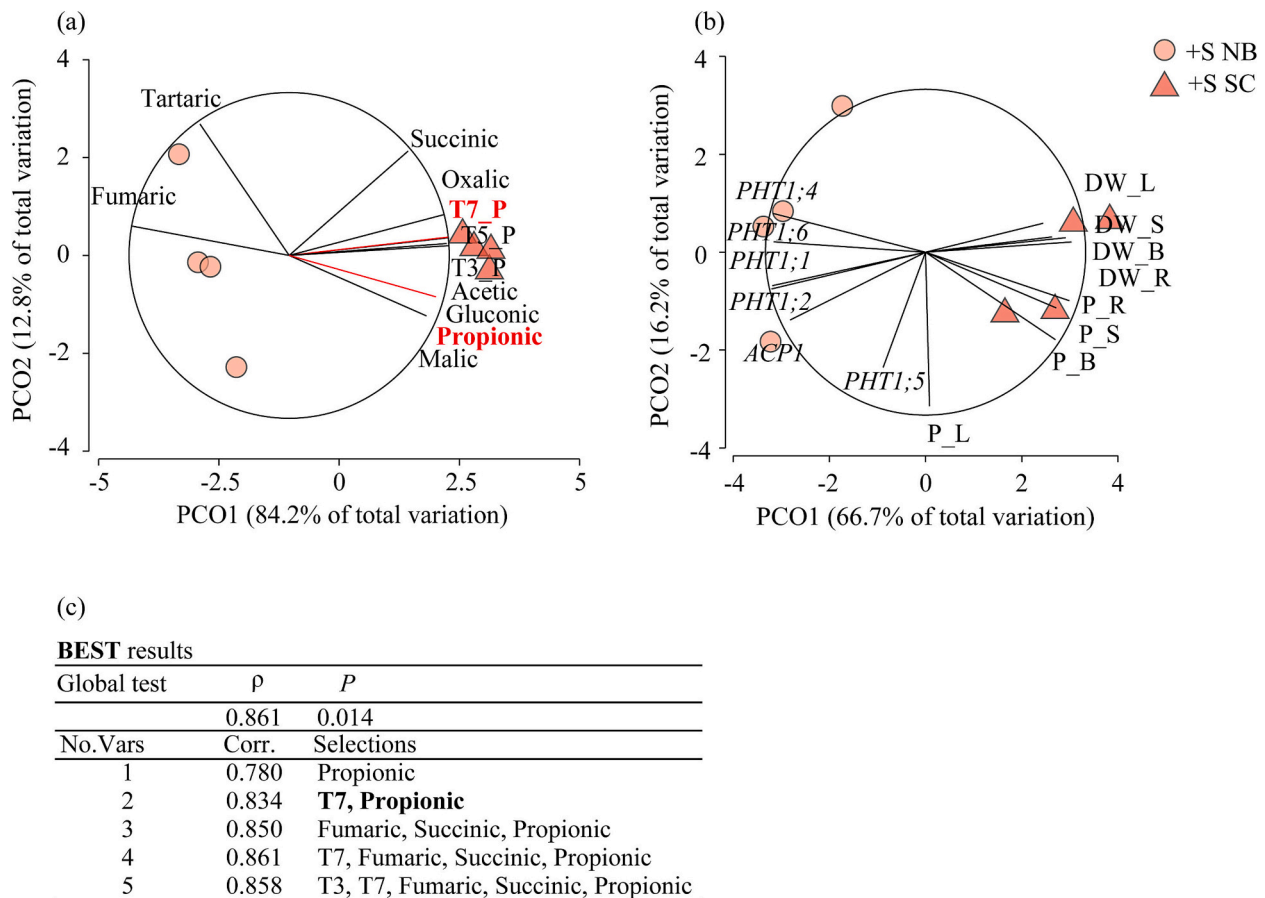 (a)
4
2
0
-2
-4
PCO2 (12.8% of total variation)
Tartaric
Succinic
Oxalic
Fumaric
T7_P
T5_P
T3_P
Acetic
Gluconic
Propionic
Malic
-5
-2.5
0
2.5
5
PCO1 (84.2% of total variation)
(b)
4
2
0
-2
-4
PCO2 (16.2% of total variation)
PHT1;4
PHT1;6
PHT1;1
PHT1;2
ACP1
PHT1;5
P_L
DW_L
DW_S
DW_B
DW_R
P_R
P_S
P_B
-4
-2
0
2
4
PCO1 (66.7% of total variation)
+S NB
+S SC
(c)
BEST results
Global test ρ P
0.861 0.014
No.Vars Corr. Selections
1 0.780 Propionic
2 0.834 T7, Propionic
3 0.850 Fumaric, Succinic, Propionic
4 0.861 T7, Fumaric, Succinic, Propionic
5 0.858 T3, T7, Fumaric, Succinic, Propionic